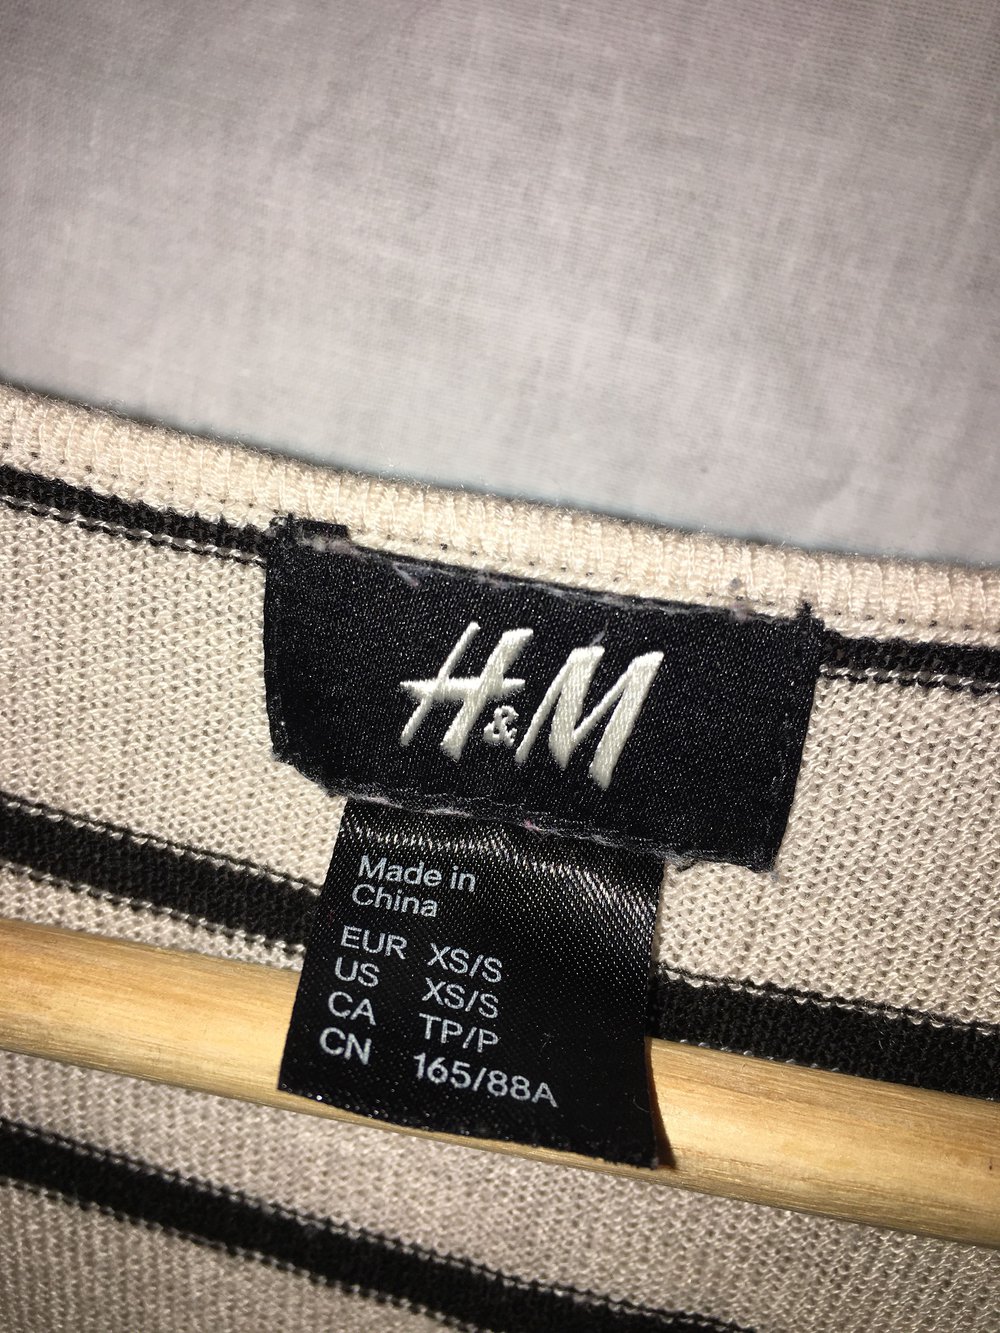 H&M
Made in
China
EUR XS/S
US XS/S
CA TP/P
CN 165/88A